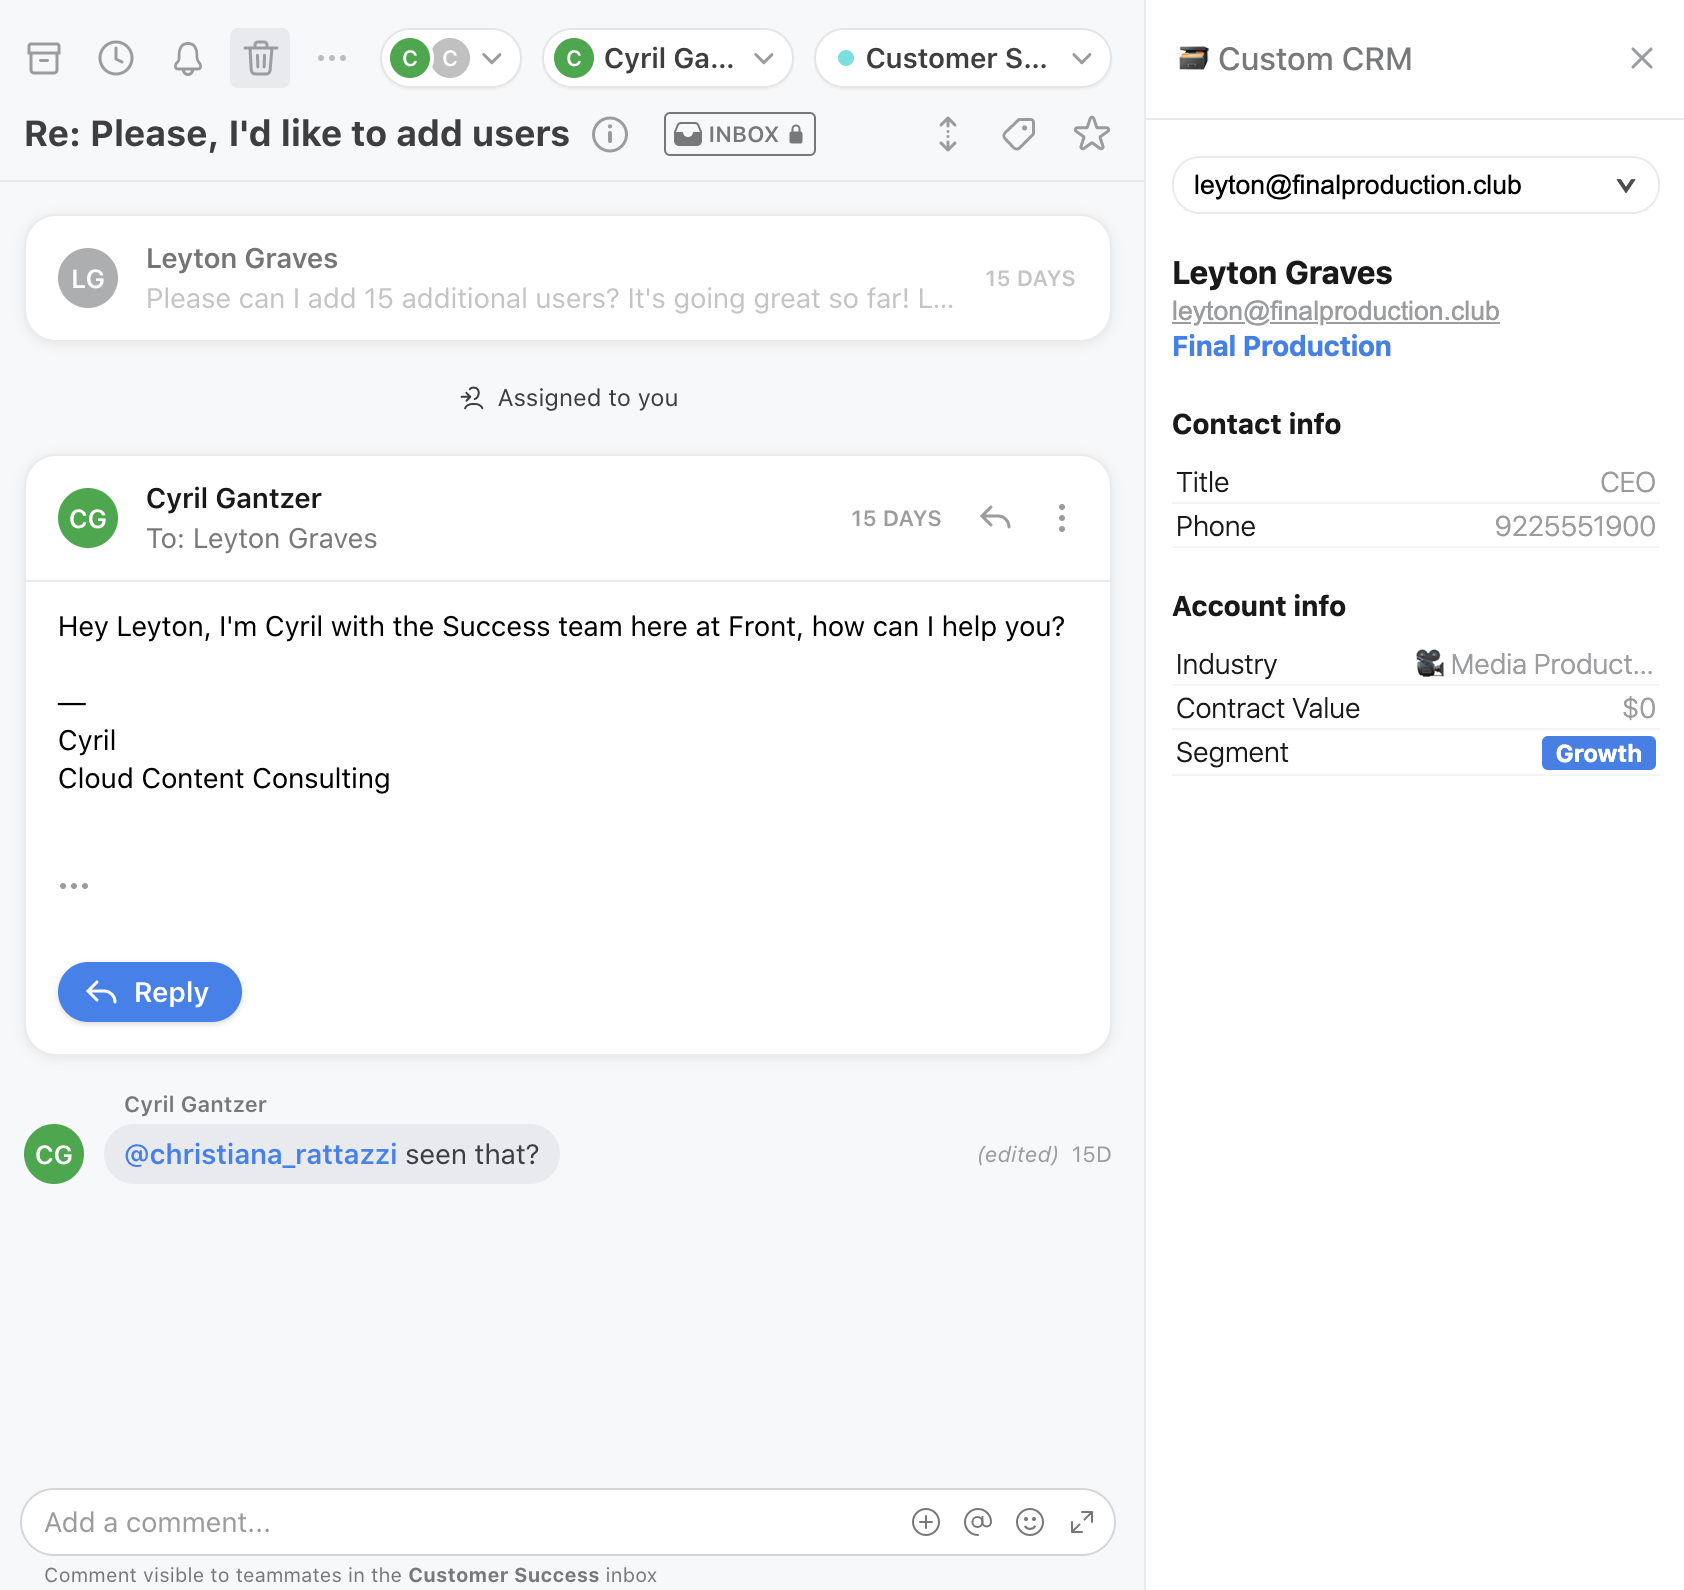 C C
C Cyril Ga...
Customer S...
Re: Please, I'd like to add users
INBOX
LG
Leyton Graves
Please can I add 15 additional users? It's going great so far! L...
15 DAYS
Assigned to you
CG
Cyril Gantzer
To: Leyton Graves
15 DAYS
Hey Leyton, I'm Cyril with the Success team here at Front, how can I help you?
—
Cyril
Cloud Content Consulting
...
Reply
Cyril Gantzer
CG
@christiana_rattazzi seen that?
(edited) 15D
Add a comment...
Comment visible to teammates in the Customer Success inbox
Custom CRM
leyton@finalproduction.club
Leyton Graves
leyton@finalproduction.club
Final Production
Contact info
Title CEO
Phone 9225551900
Account info
Industry Media Product...
Contract Value $0
Segment Growth